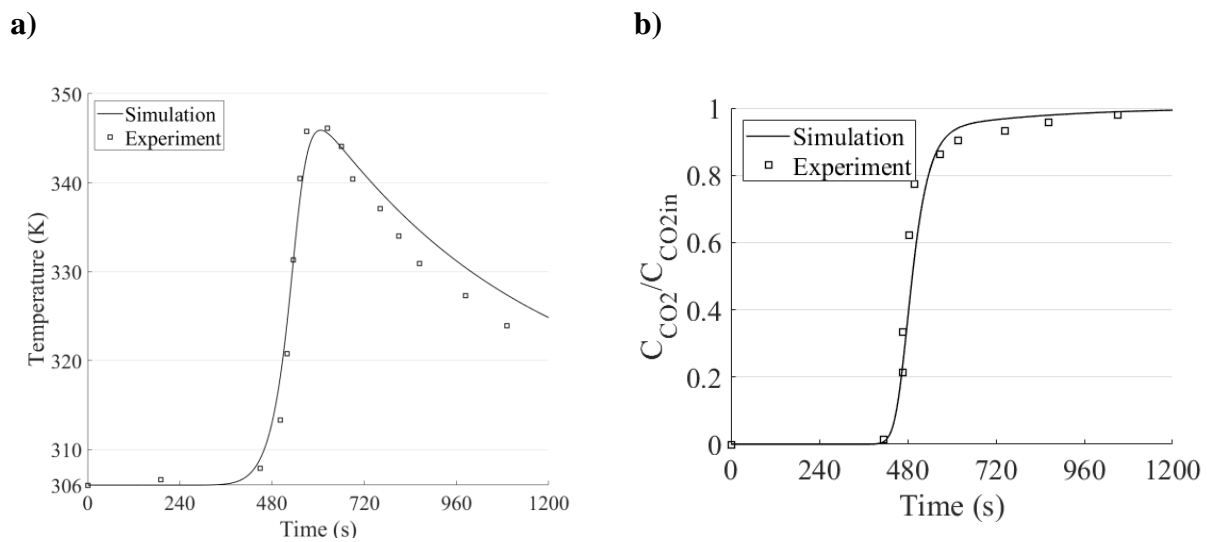 a)
Temperature (K)
350
340
330
320
310
306
Simulation
Experiment
0 240 480 720 960 1200
Time (s)
b)
C_CO2/C_CO2in
1
0.8
0.6
0.4
0.2
0
Simulation
Experiment
0 240 480 720 960 1200
Time (s)